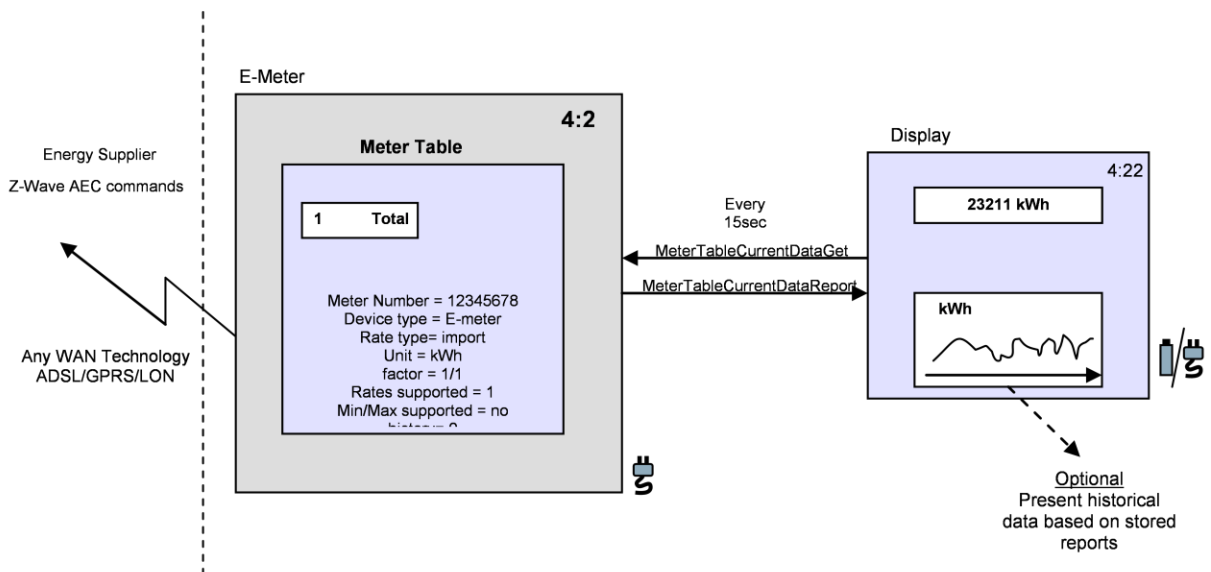 E-Meter
4:2
Energy Supplier
Z-Wave AEC commands
Any WAN Technology
ADSL/GPRS/LON
Meter Table
1 Total
Meter Number = 12345678
Device type = E-meter
Rate type= import
Unit = kWh
factor = 1/1
Rates supported = 1
Min/Max supported = no
Every
15sec
MeterTableCurrentDataGet
MeterTableCurrentDataReport
Display
4:22
23211 kWh
kWh
Optional
Present historical
data based on stored
reports